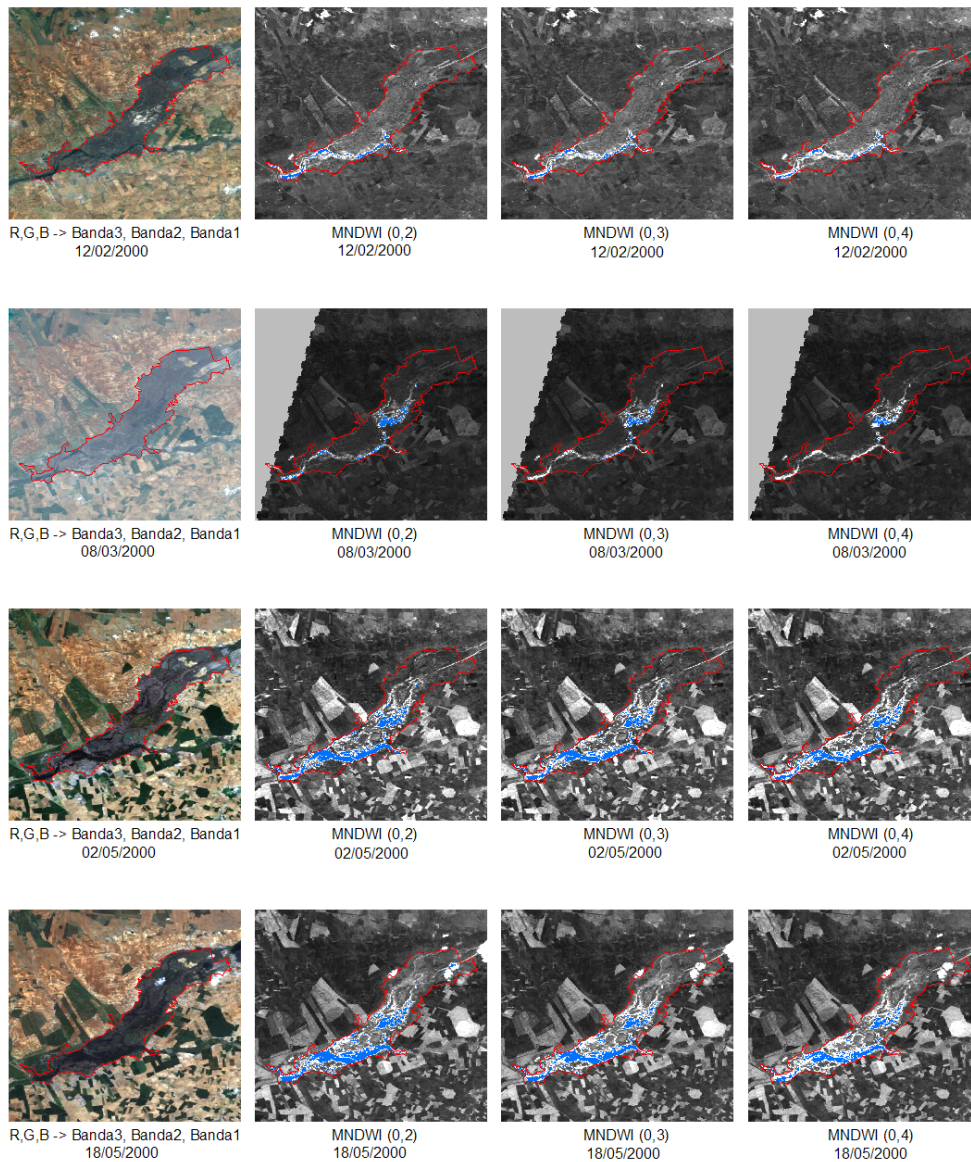 R,G,B -> Banda3, Banda2, Banda1
12/02/2000
MNDWI (0,2)
12/02/2000
MNDWI (0,3)
12/02/2000
MNDWI (0,4)
12/02/2000
R,G,B -> Banda3, Banda2, Banda1
08/03/2000
MNDWI (0,2)
08/03/2000
MNDWI (0,3)
08/03/2000
MNDWI (0,4)
08/03/2000
R,G,B -> Banda3, Banda2, Banda1
02/05/2000
MNDWI (0,2)
02/05/2000
MNDWI (0,3)
02/05/2000
MNDWI (0,4)
02/05/2000
R,G,B -> Banda3, Banda2, Banda1
18/05/2000
MNDWI (0,2)
18/05/2000
MNDWI (0,3)
18/05/2000
MNDWI (0,4)
18/05/2000